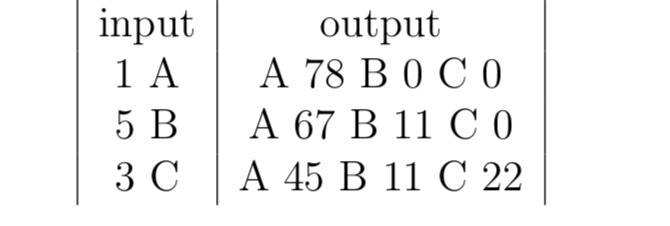 input output
1 A A 78 B 0 C 0
5 B A 67 B 11 C 0
3 C A 45 B 11 C 22